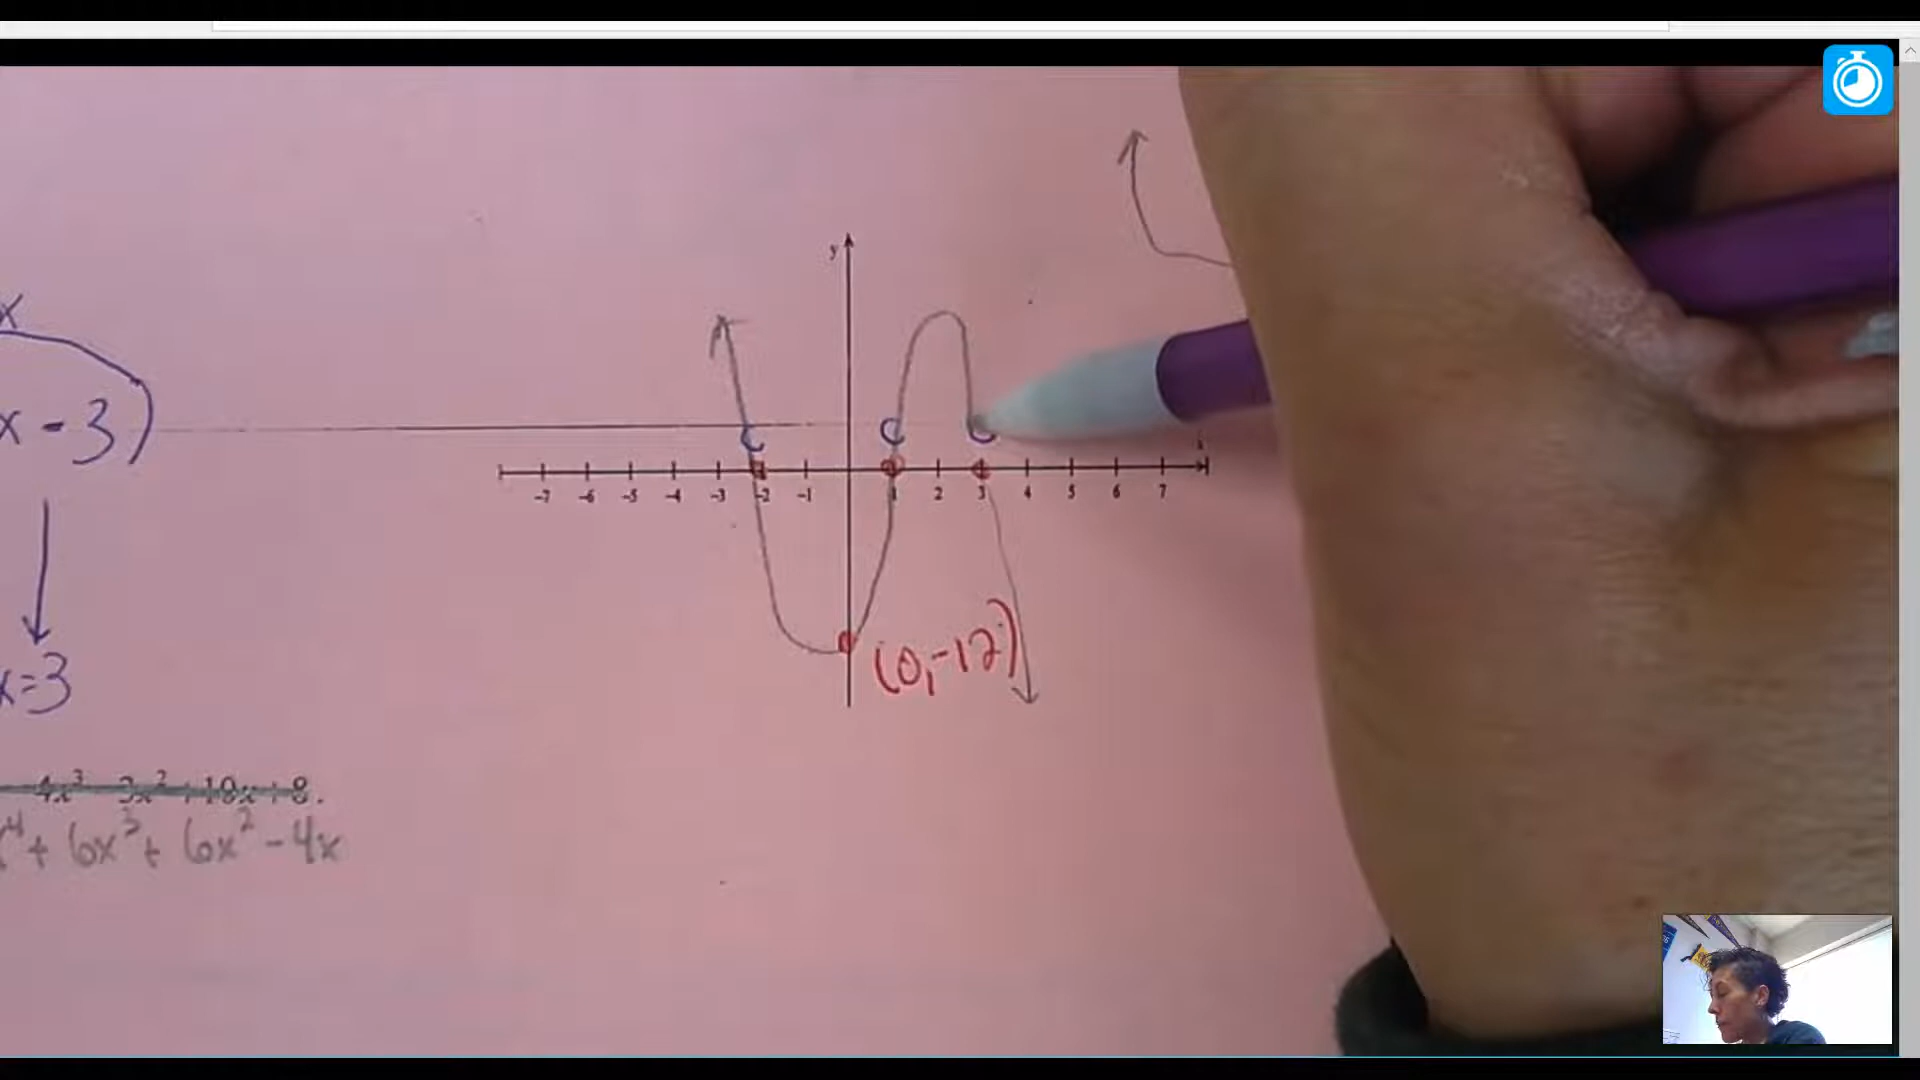 x
x - 3)
x=3
y
C C C
-7 -6 -5 -4 -3 -2 -1 1 2 3 4 5 6 7
(0,-12)
4x³ 3x² + 10x + 8.
x⁴ + 6x³ + 6x² - 4x